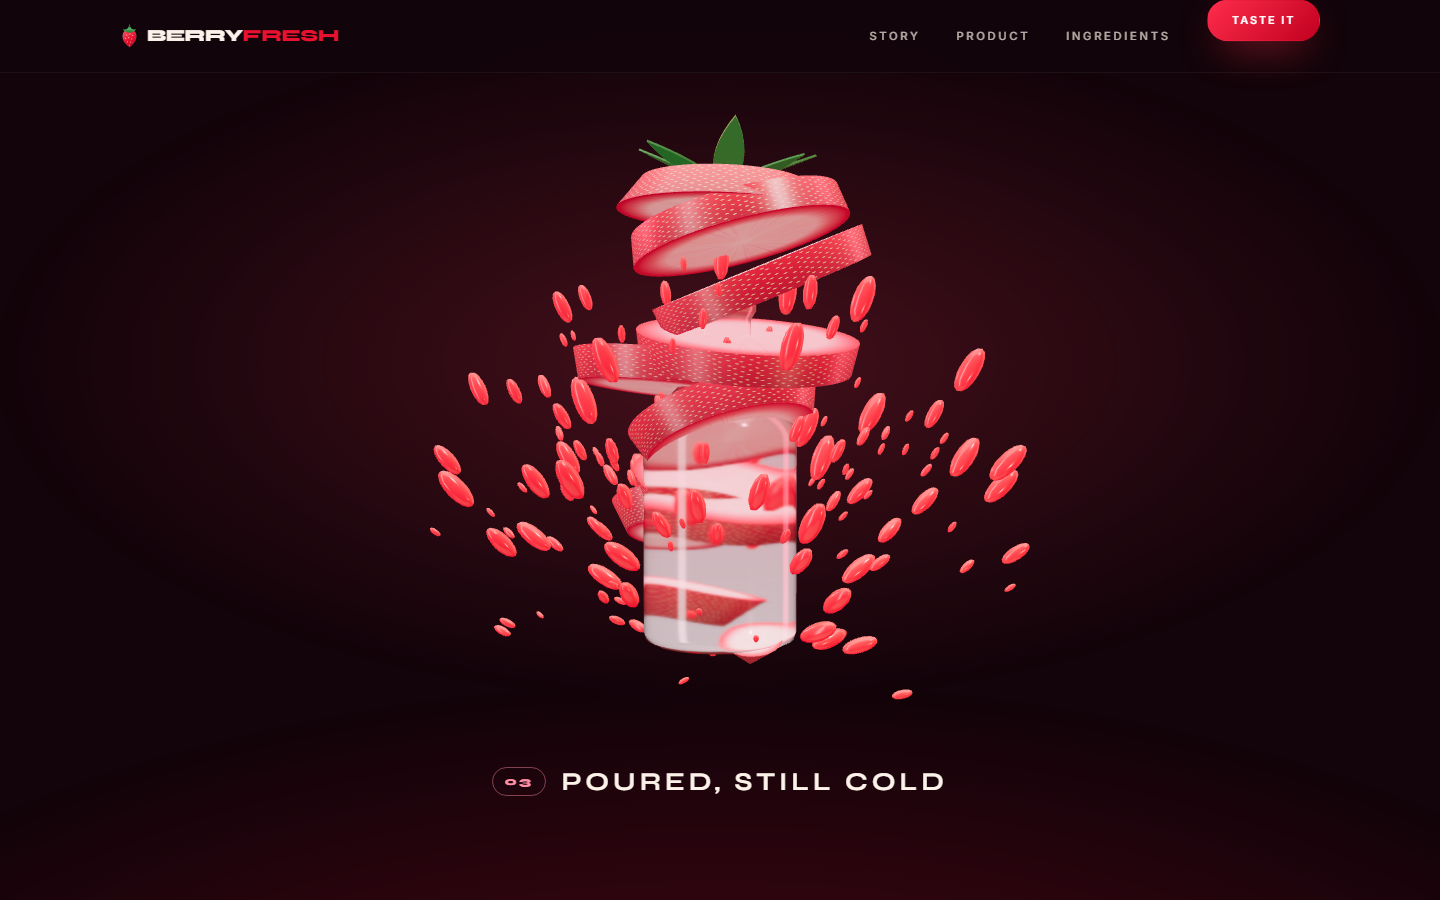 BERRYFRESH
STORY
PRODUCT
INGREDIENTS
TASTE IT
03
POURED, STILL COLD